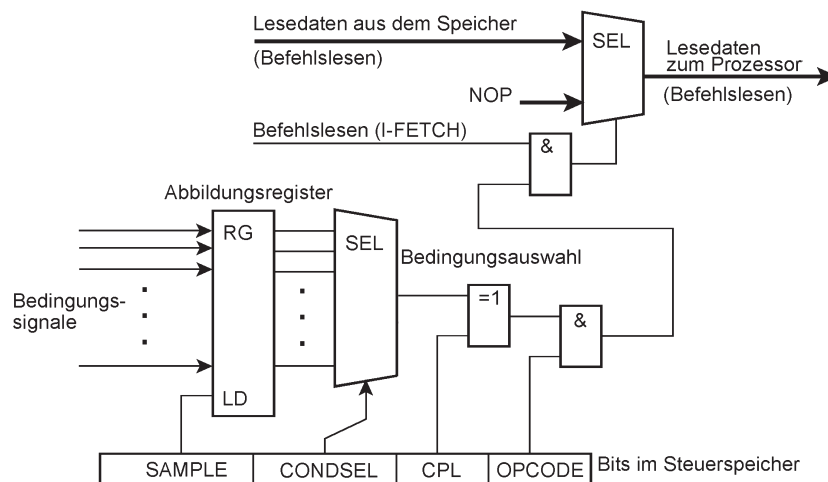 Lesedaten aus dem Speicher
(Befehlslesen)
SEL
Lesedaten
zum Prozessor
(Befehlslesen)
NOP
Befehlslesen (I-FETCH)
&
Abbildungsregister
RG
SEL
Bedingungsauswahl
=1
&
Bedingungs-
signale
LD
SAMPLE
CONDSEL
CPL
OPCODE
Bits im Steuerspeicher